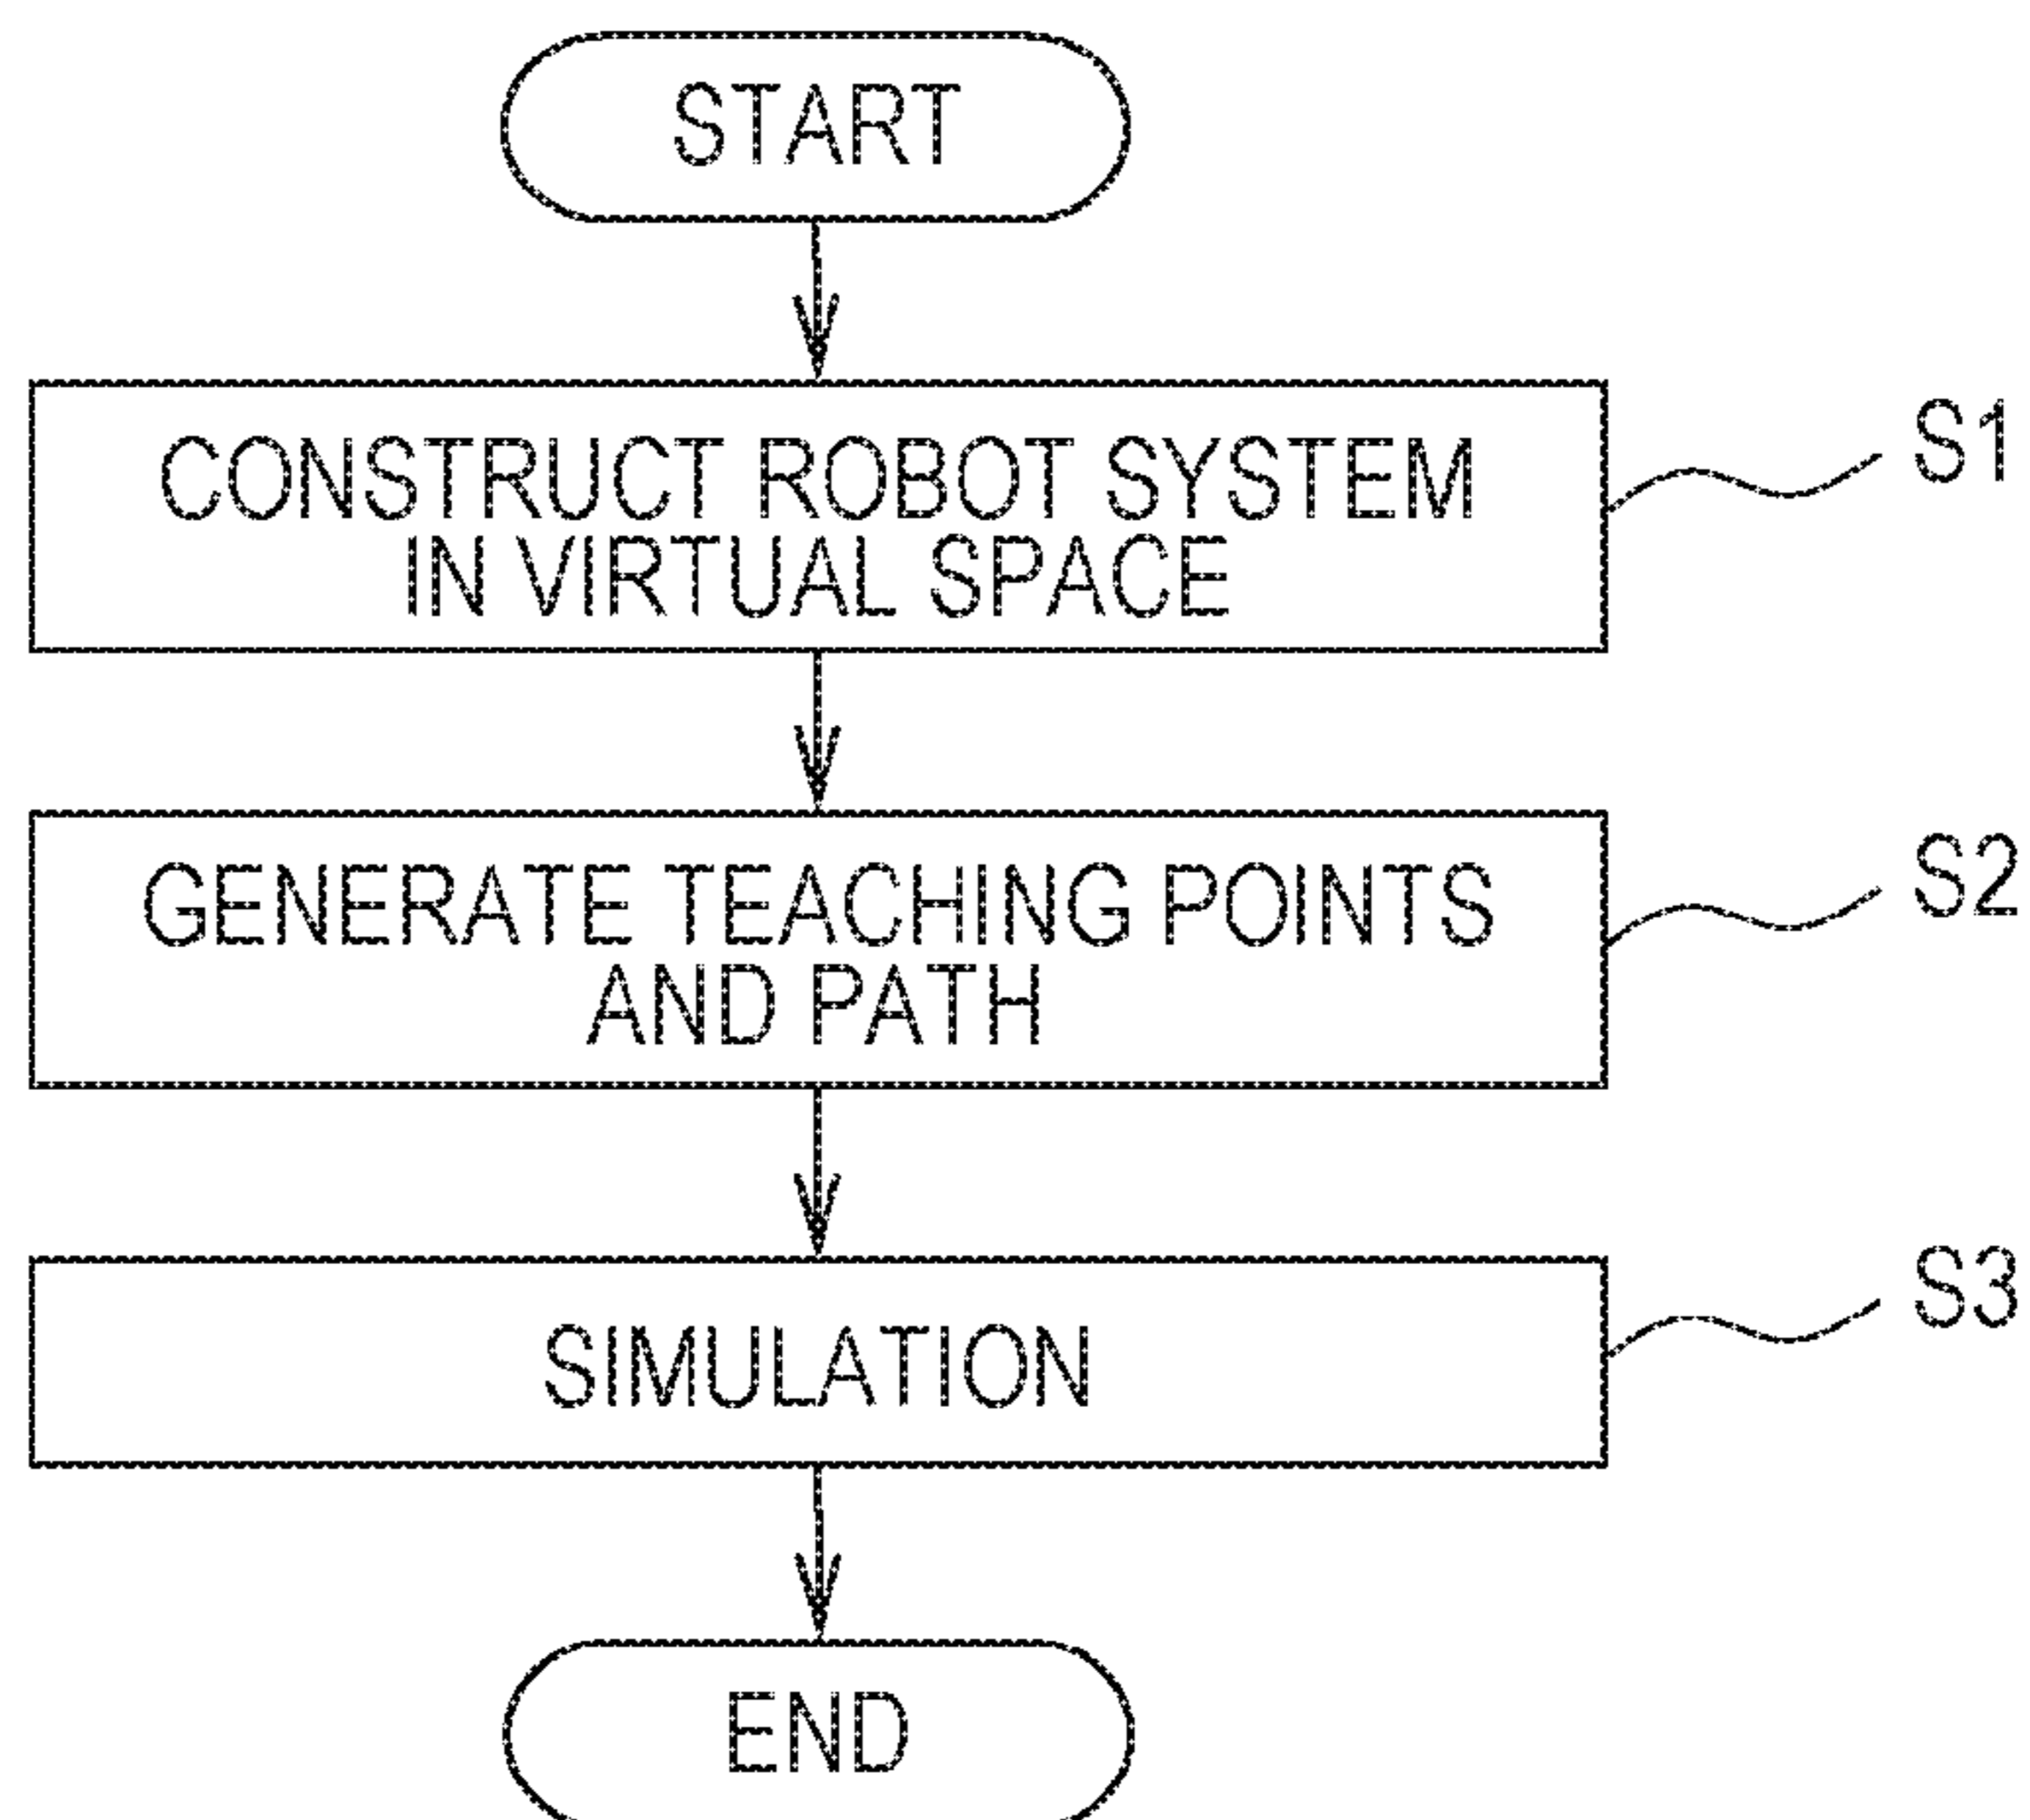 START
CONSTRUCT ROBOT SYSTEM
IN VIRTUAL SPACE
S1
GENERATE TEACHING POINTS
AND PATH
S2
SIMULATION
S3
END